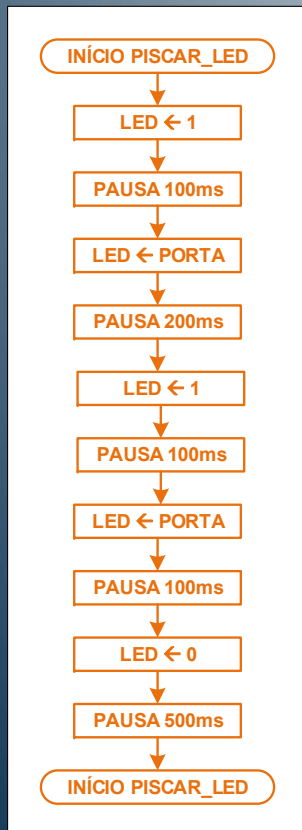 INÍCIO PISCAR_LED
LED ← 1
PAUSA 100ms
LED ← PORTA
PAUSA 200ms
LED ← 1
PAUSA 100ms
LED ← PORTA
PAUSA 100ms
LED ← 0
PAUSA 500ms
INÍCIO PISCAR_LED